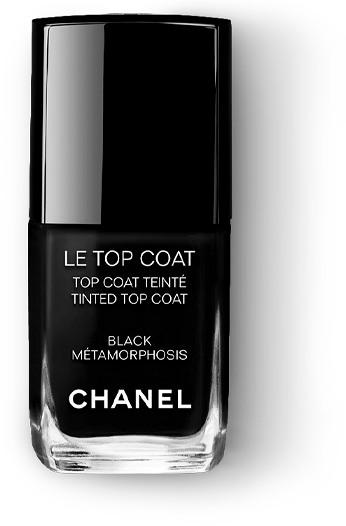 LE TOP COAT
TOP COAT TEINTÉ
TINTED TOP COAT
BLACK
MÉTAMORPHOSIS
CHANEL